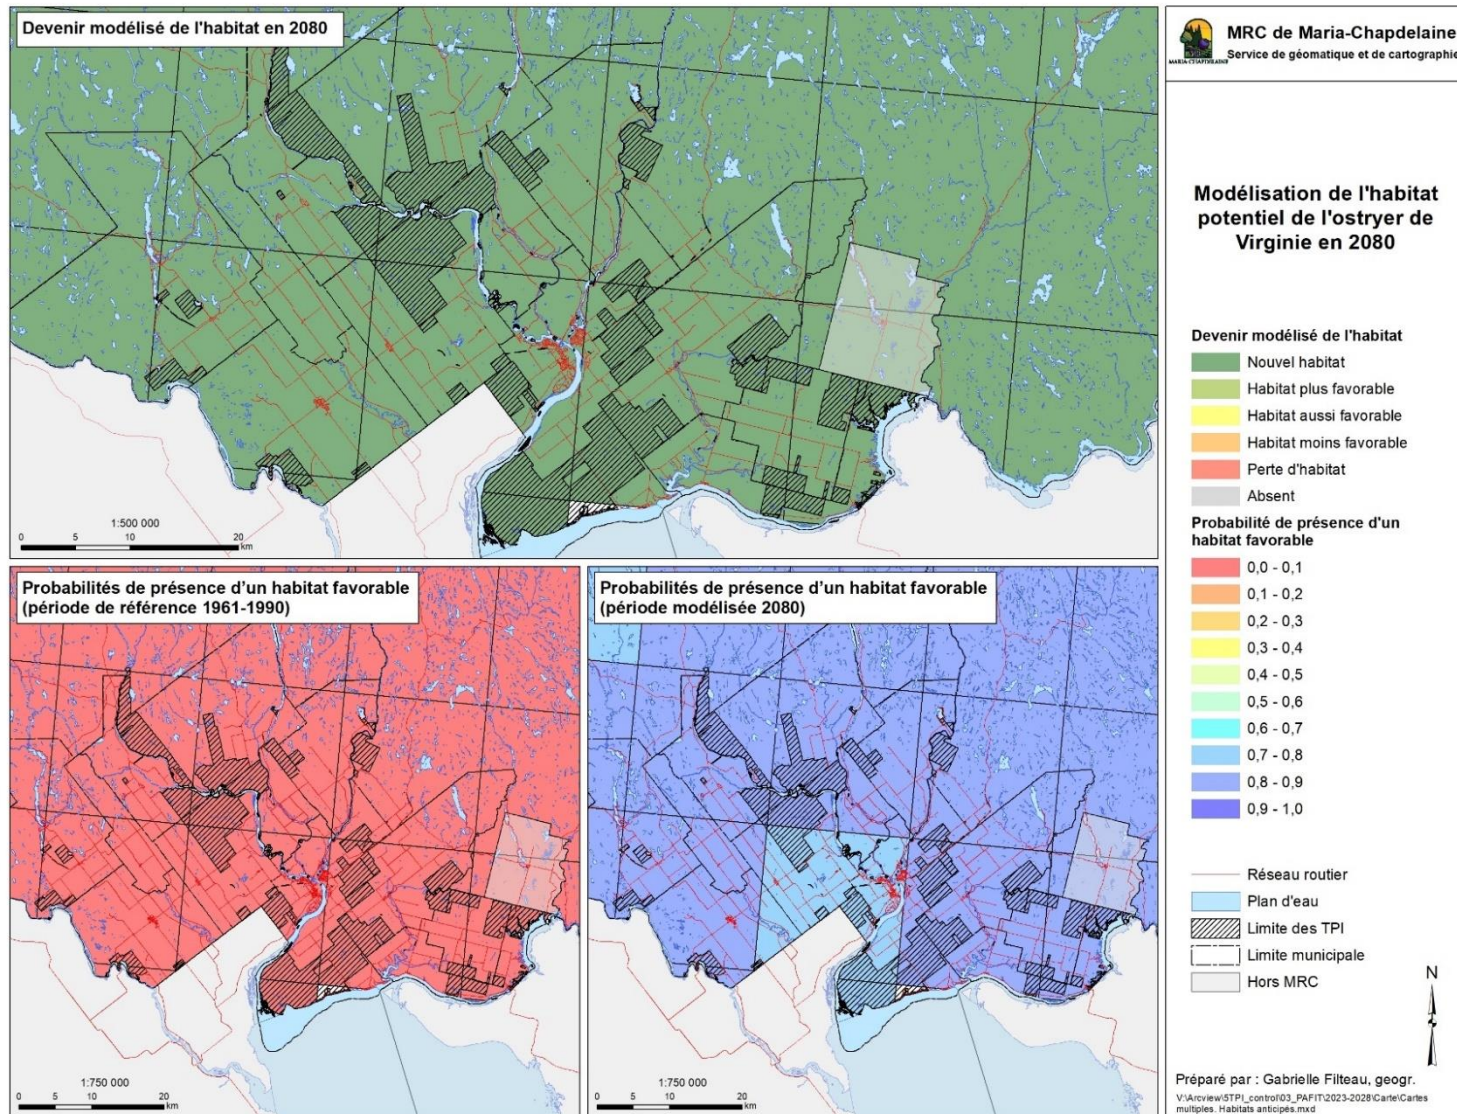 Devenir modélisé de l'habitat en 2080
1:500 000
0 5 10 20
km
Probabilités de présence d'un habitat favorable
(période de référence 1961-1990)
1:750 000
0 5 10 20
km
Probabilités de présence d'un habitat favorable
(période modélisée 2080)
1:750 000
0 5 10 20
km
MARIA-CHAPDELAINE
MRC de Maria-Chapdelaine
Service de géomatique et de cartographie
Modélisation de l'habitat
potentiel de l'ostryer de
Virginie en 2080
Devenir modélisé de l'habitat
Nouvel habitat
Habitat plus favorable
Habitat aussi favorable
Habitat moins favorable
Perte d'habitat
Absent
Probabilité de présence d'un
habitat favorable
0,0 - 0,1
0,1 - 0,2
0,2 - 0,3
0,3 - 0,4
0,4 - 0,5
0,5 - 0,6
0,6 - 0,7
0,7 - 0,8
0,8 - 0,9
0,9 - 1,0
Réseau routier
Plan d'eau
Limite des TPI
Limite municipale
Hors MRC
N
Préparé par : Gabrielle Filteau, geogr.
V:\Arcview\5TPI_control\03_PAFIT\2023-2028\Carte\Cartes
multiples. Habitats anticipés.mxd